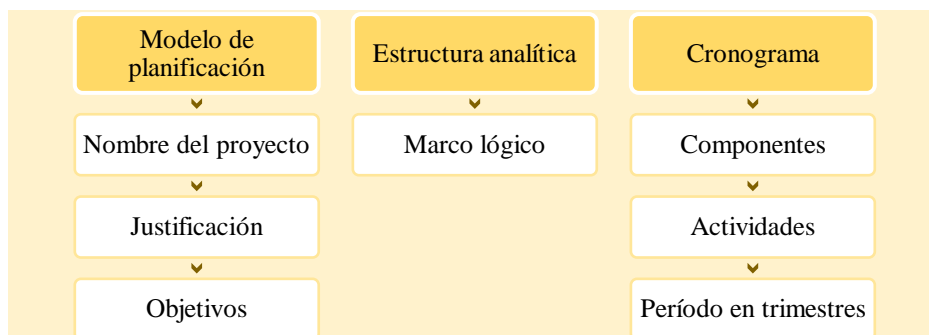 Modelo de
planificación
Nombre del proyecto
Justificación
Objetivos
Estructura analítica
Marco lógico
Cronograma
Componentes
Actividades
Período en trimestres